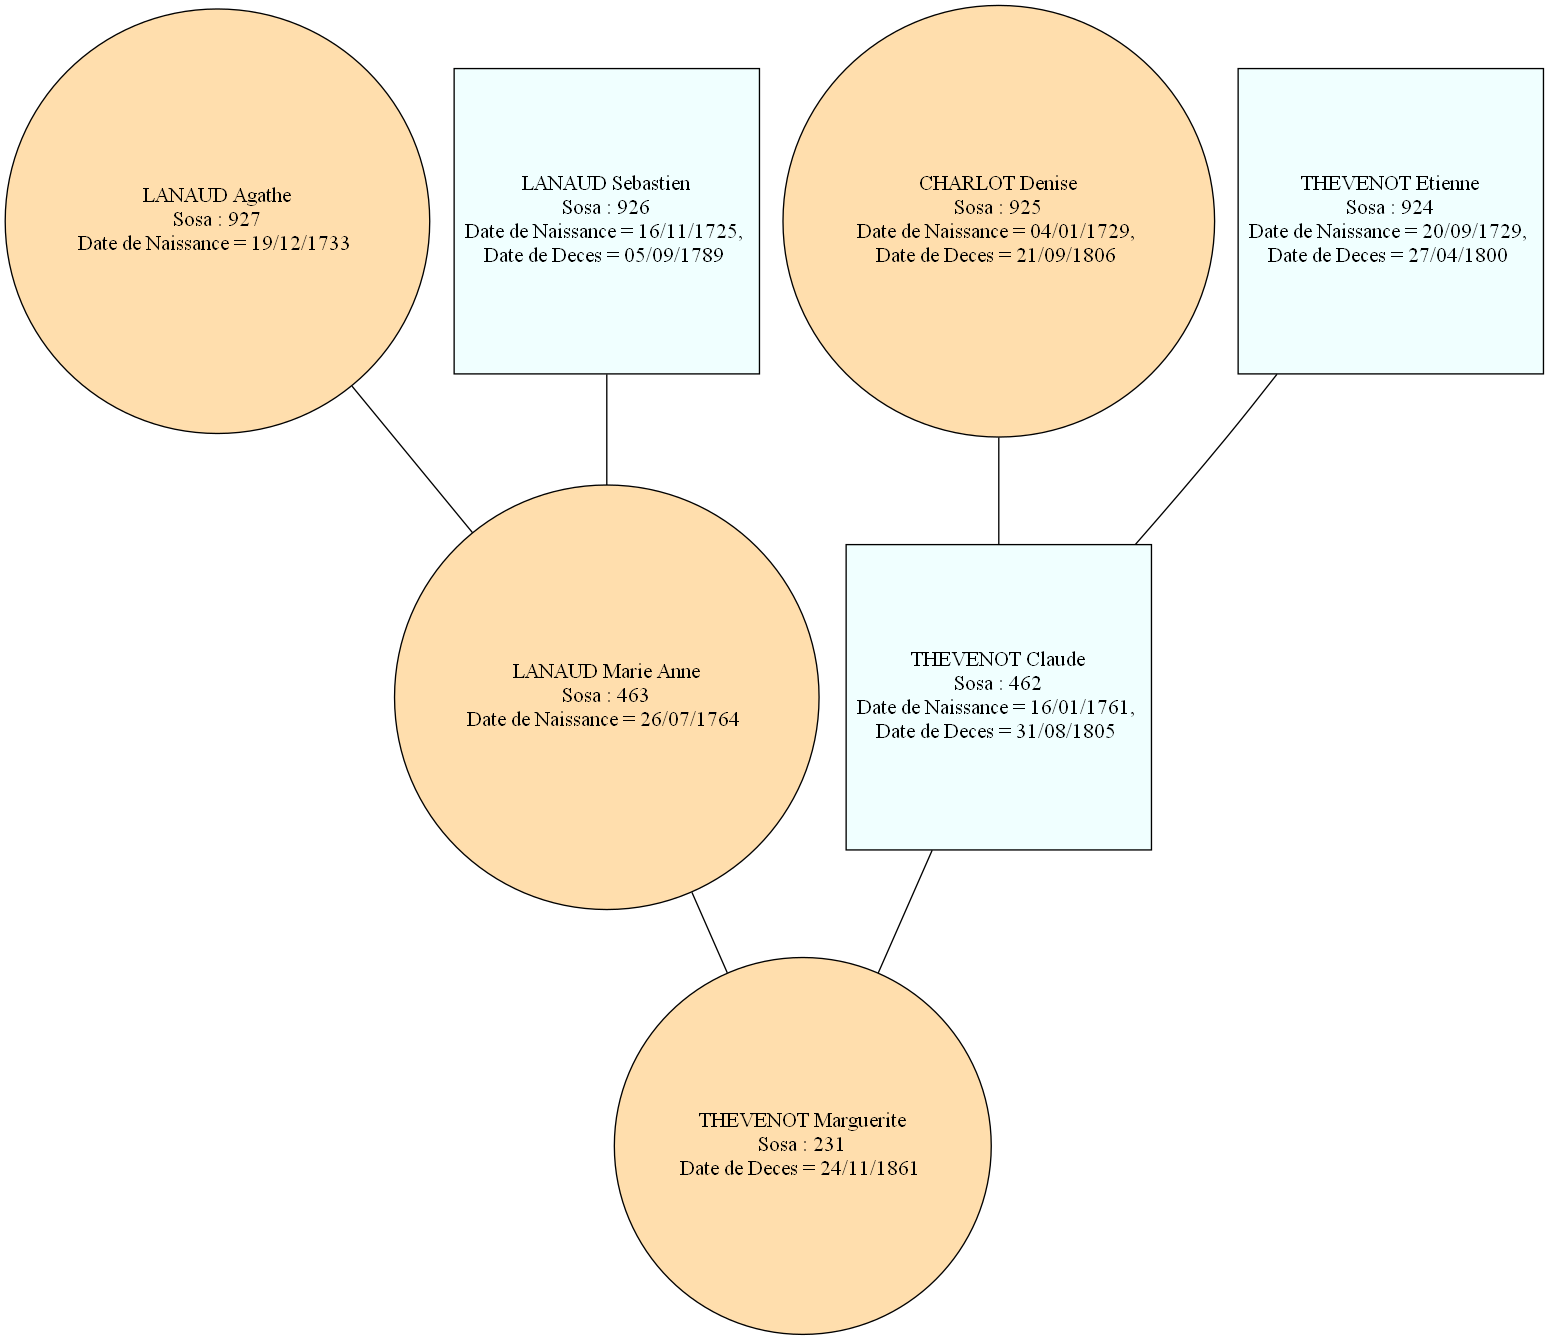 LANAUD Agathe
Sosa : 927
Date de Naissance = 19/12/1733
LANAUD Sebastien
Sosa : 926
Date de Naissance = 16/11/1725,
Date de Deces = 05/09/1789
CHARLOT Denise
Sosa : 925
Date de Naissance = 04/01/1729,
Date de Deces = 21/09/1806
THEVENOT Etienne
Sosa : 924
Date de Naissance = 20/09/1729,
Date de Deces = 27/04/1800
LANAUD Marie Anne
Sosa : 463
Date de Naissance = 26/07/1764
THEVENOT Claude
Sosa : 462
Date de Naissance = 16/01/1761,
Date de Deces = 31/08/1805
THEVENOT Marguerite
Sosa : 231
Date de Deces = 24/11/1861